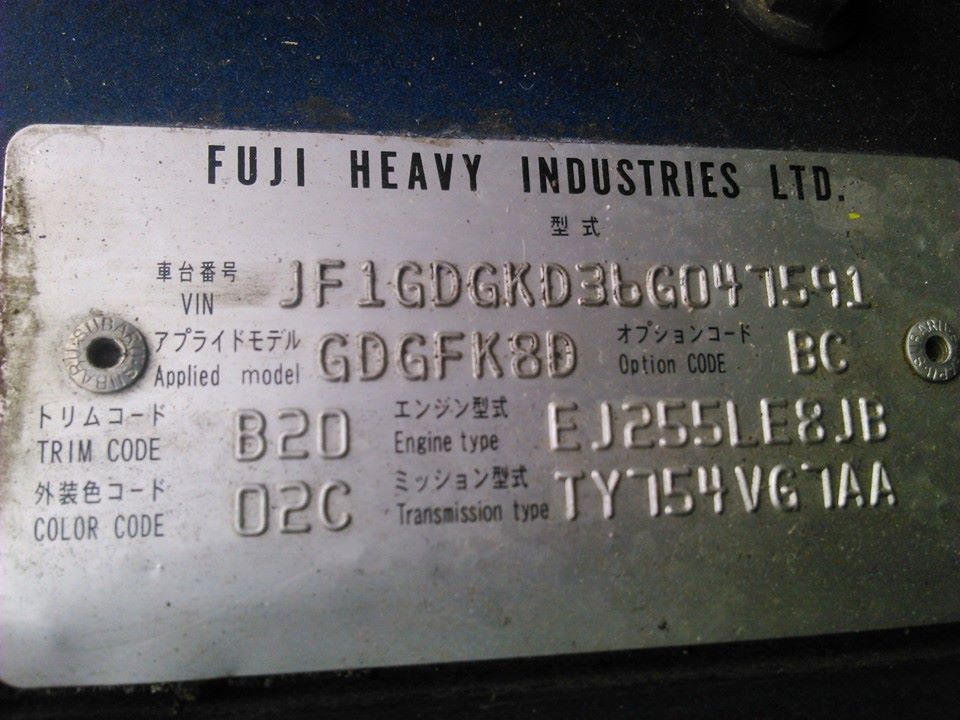 FUJI HEAVY INDUSTRIES LTD.
型式
車台番号 VIN JF1GDGKD36G047591
アプライドモデル Applied model GDGFK8D オプションコード Option CODE BC
トリムコード TRIM CODE B20 エンジン型式 Engine type EJ255LE8JB
外装色コード COLOR CODE 02C ミッション型式 Transmission type TY754VG7AA
SUBARU SUBARU